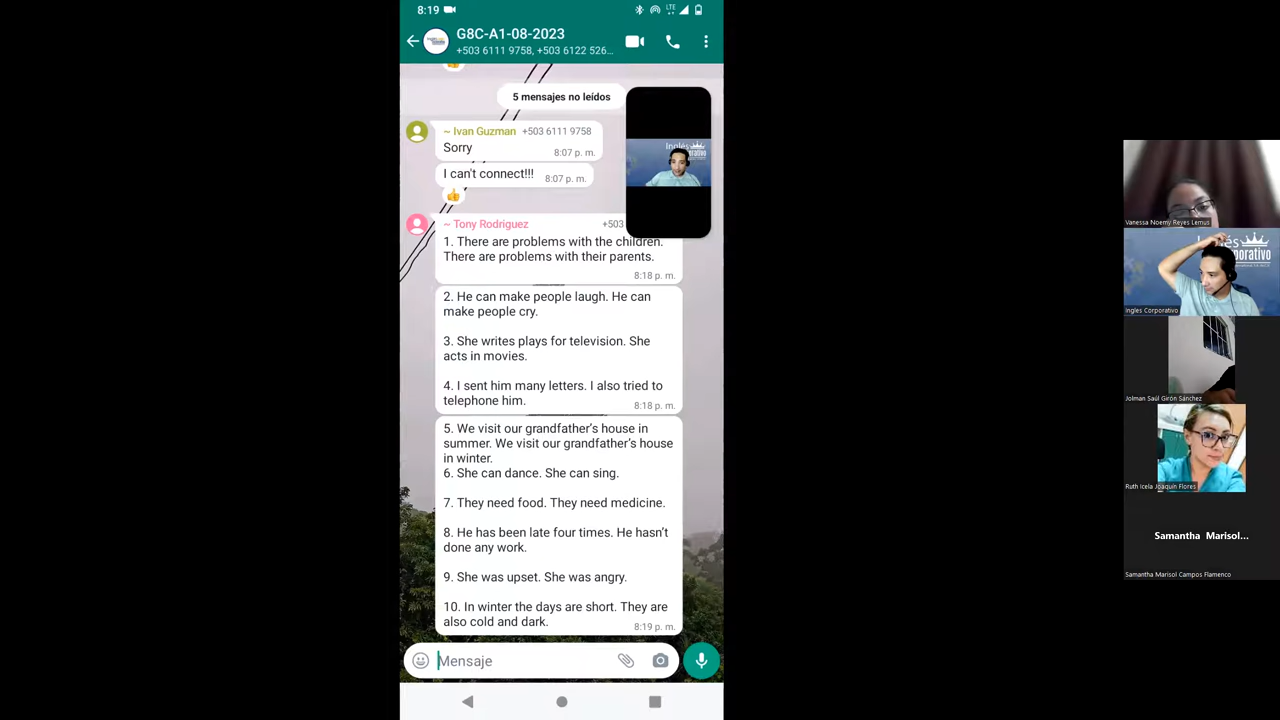 8:19
LTE
G8C-A1-08-2023
+503 6111 9758, +503 6122 526...
5 mensajes no leídos
~ Ivan Guzman +503 6111 9758
Sorry
8:07 p. m.
I can't connect!!! 8:07 p. m.
~ Tony Rodriguez +503
1. There are problems with the children.
There are problems with their parents.
8:18 p. m.
2. He can make people laugh. He can
make people cry.
3. She writes plays for television. She
acts in movies.
4. I sent him many letters. I also tried to
telephone him.
8:18 p. m.
5. We visit our grandfather's house in
summer. We visit our grandfather's house
in winter.
6. She can dance. She can sing.
7. They need food. They need medicine.
8. He has been late four times. He hasn't
done any work.
9. She was upset. She was angry.
10. In winter the days are short. They are
also cold and dark.
8:19 p. m.
Mensaje
Vanessa Noemy Reyes Lemus
Inglés
orporativo
Ingles Corporativo
Jolman Saúl Girón Sánchez
Ruth Icela Joaquín Flores
Samantha Marisol...
Samantha Marisol Campos Flamenco